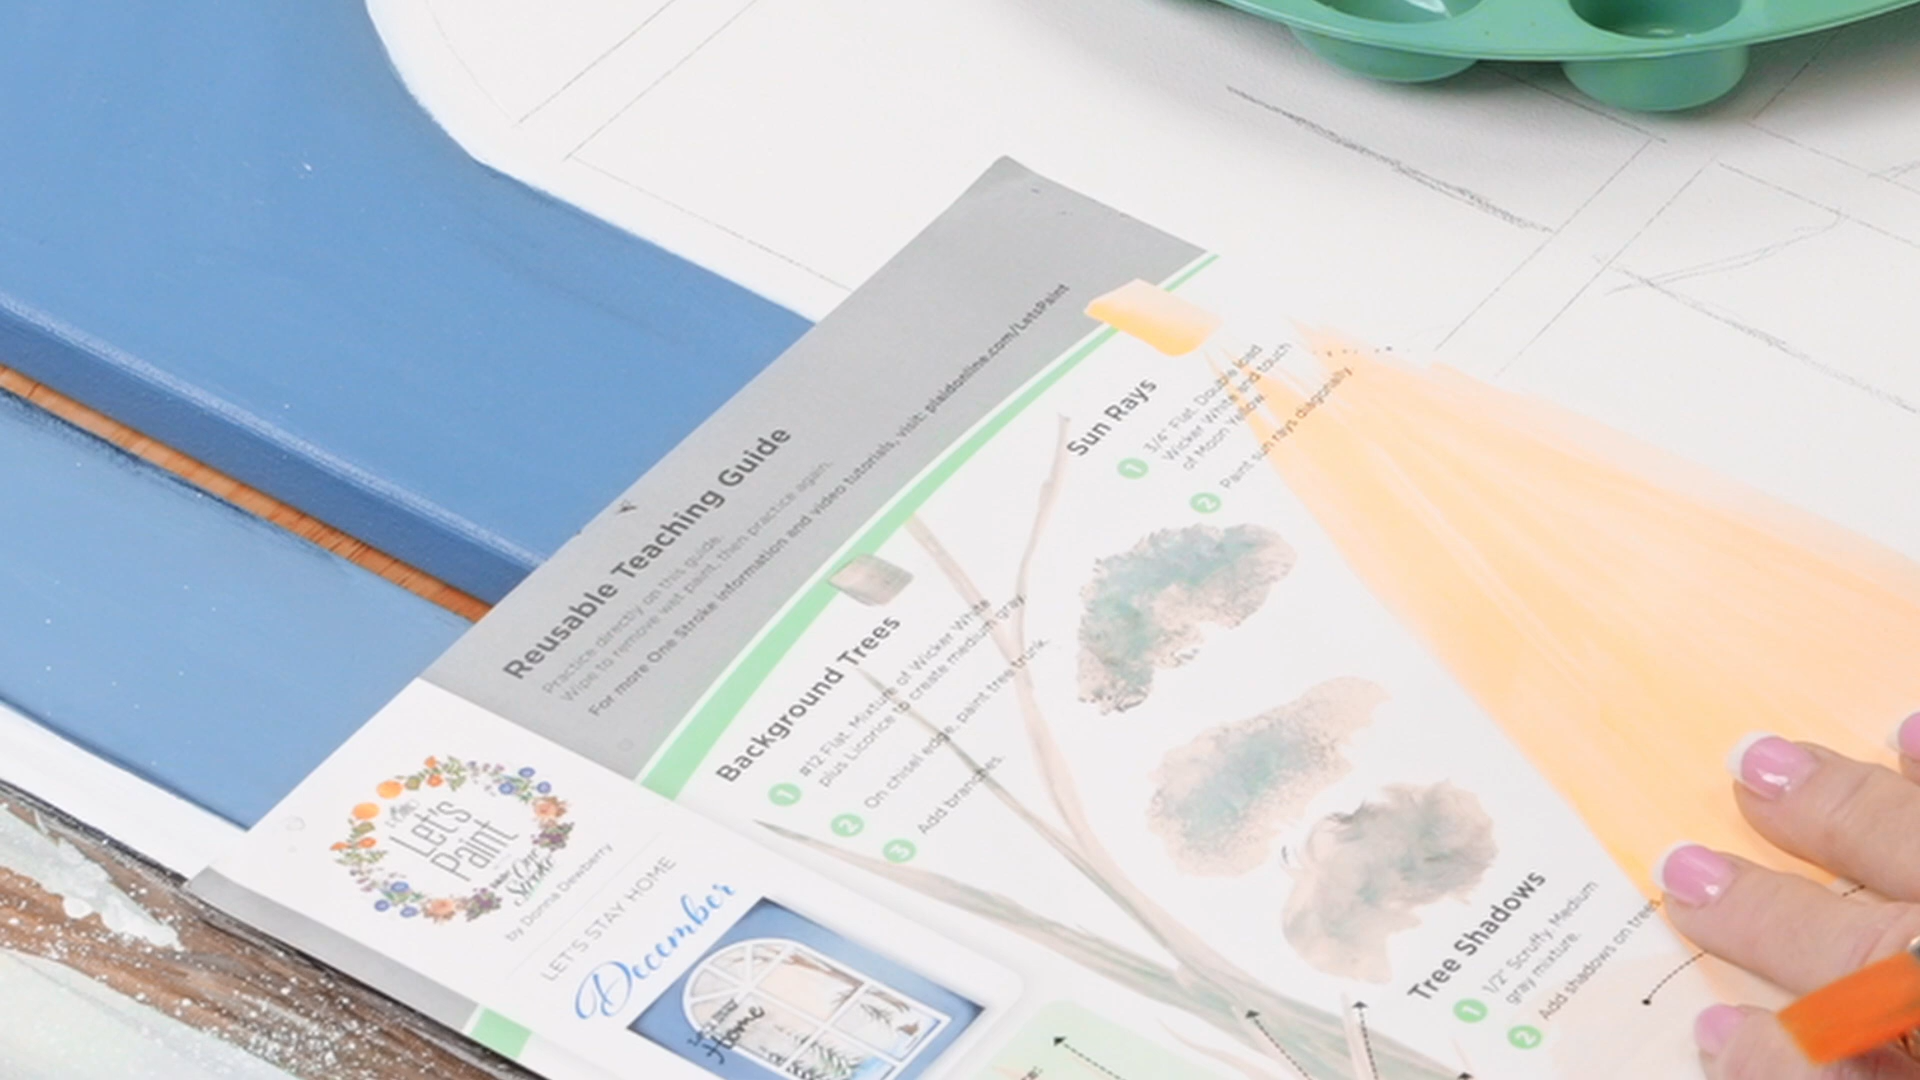 Reusable Teaching Guide
Practice directly on this guide.
Wipe to remove wet paint, then practice again.
For more One Stroke information and video tutorials, visit: plaidonline.com/LetsPaint
Let's
Paint
One
Stroke
by Donna Dewberry
LET'S STAY HOME
December
Home
Background Trees
1 #12 Flat. Mixture of Wicker White
plus Licorice to create medium gray.
2 On chisel edge, paint tree trunk.
3 Add branches.
Sun Rays
1 3/4" Flat. Double load
Wicker White and touch
of Moon Yellow.
2 Paint sun rays diagonally.
Tree Shadows
1 1/2" Scruffy Medium
gray mixture.
2 Add shadows on trees.